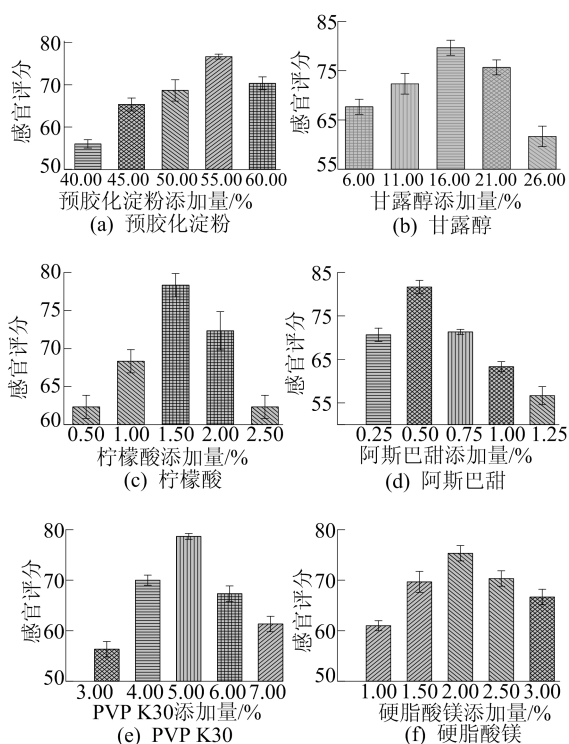 80
70
60
50
感官评分
40.00 45.00 50.00 55.00 60.00
预胶化淀粉添加量/%
(a) 预胶化淀粉
85
75
65
55
感官评分
6.00 11.00 16.00 21.00 26.00
甘露醇添加量/%
(b) 甘露醇
80
75
70
65
60
感官评分
0.50 1.00 1.50 2.00 2.50
柠檬酸添加量/%
(c) 柠檬酸
85
75
65
55
感官评分
0.25 0.50 0.75 1.00 1.25
阿斯巴甜添加量/%
(d) 阿斯巴甜
80
70
60
50
感官评分
3.00 4.00 5.00 6.00 7.00
PVP K30添加量/%
(e) PVP K30
80
70
60
50
感官评分
1.00 1.50 2.00 2.50 3.00
硬脂酸镁添加量/%
(f) 硬脂酸镁